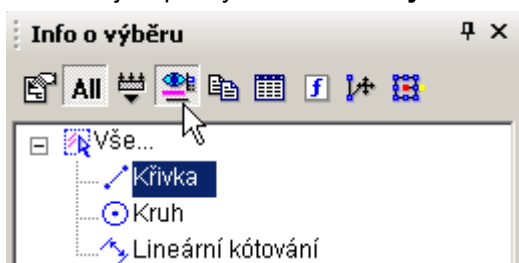 Info o výběru
All
Vše...
Křivka
Kruh
Lineární kótování